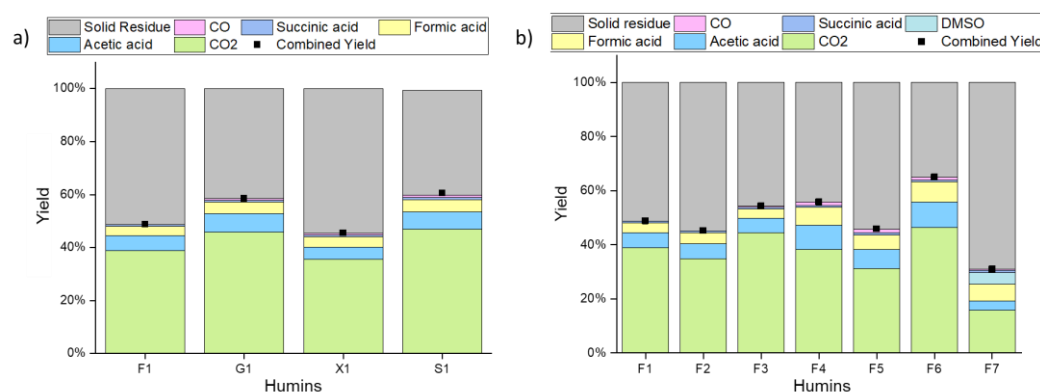 a)
Solid Residue CO Succinic acid Formic acid
Acetic acid CO2 Combined Yield
100%
80%
60%
40%
20%
0%
Yield
F1 G1 X1 S1
Humins
b)
Solid residue CO Succinic acid DMSO
Formic acid Acetic acid CO2 Combined Yield
100%
80%
60%
40%
20%
0%
Yield
F1 F2 F3 F4 F5 F6 F7
Humins